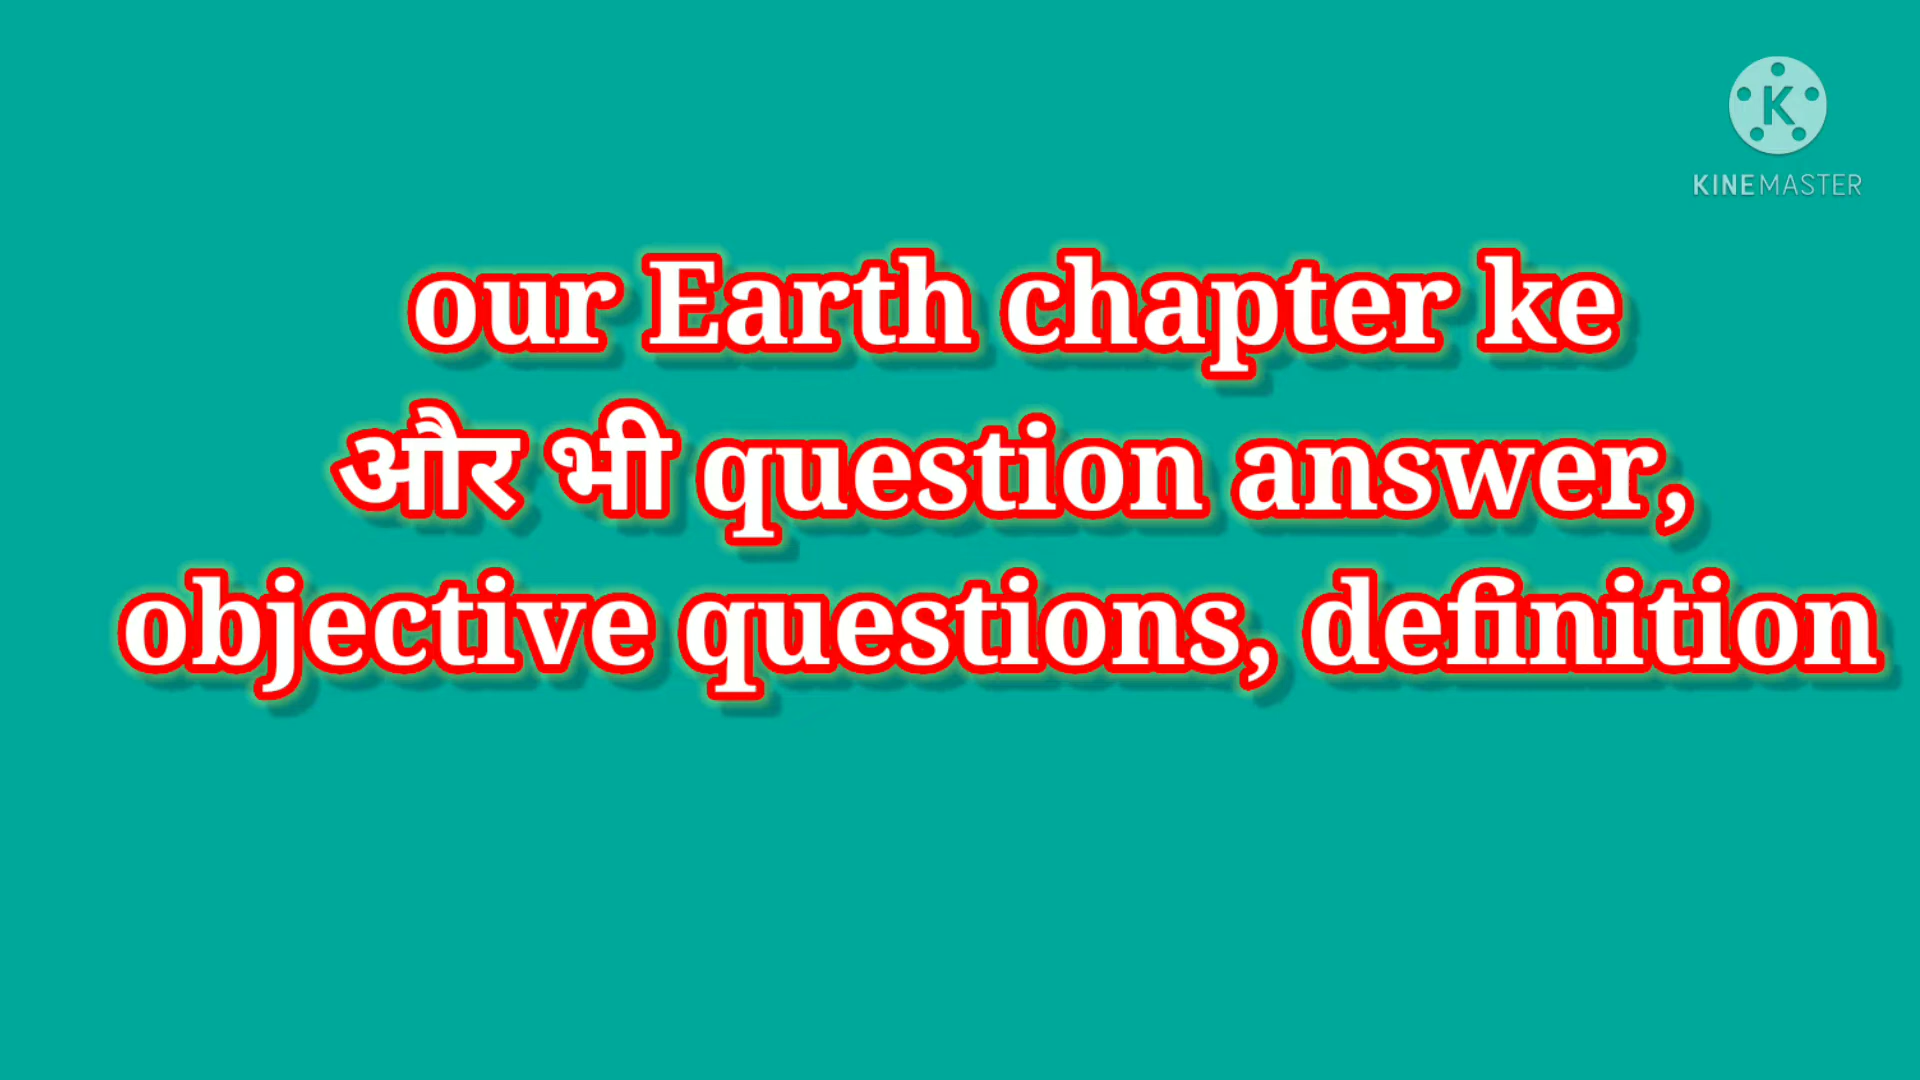 K
KINEMASTER
our Earth chapter ke
और भी question answer,
objective questions, definition